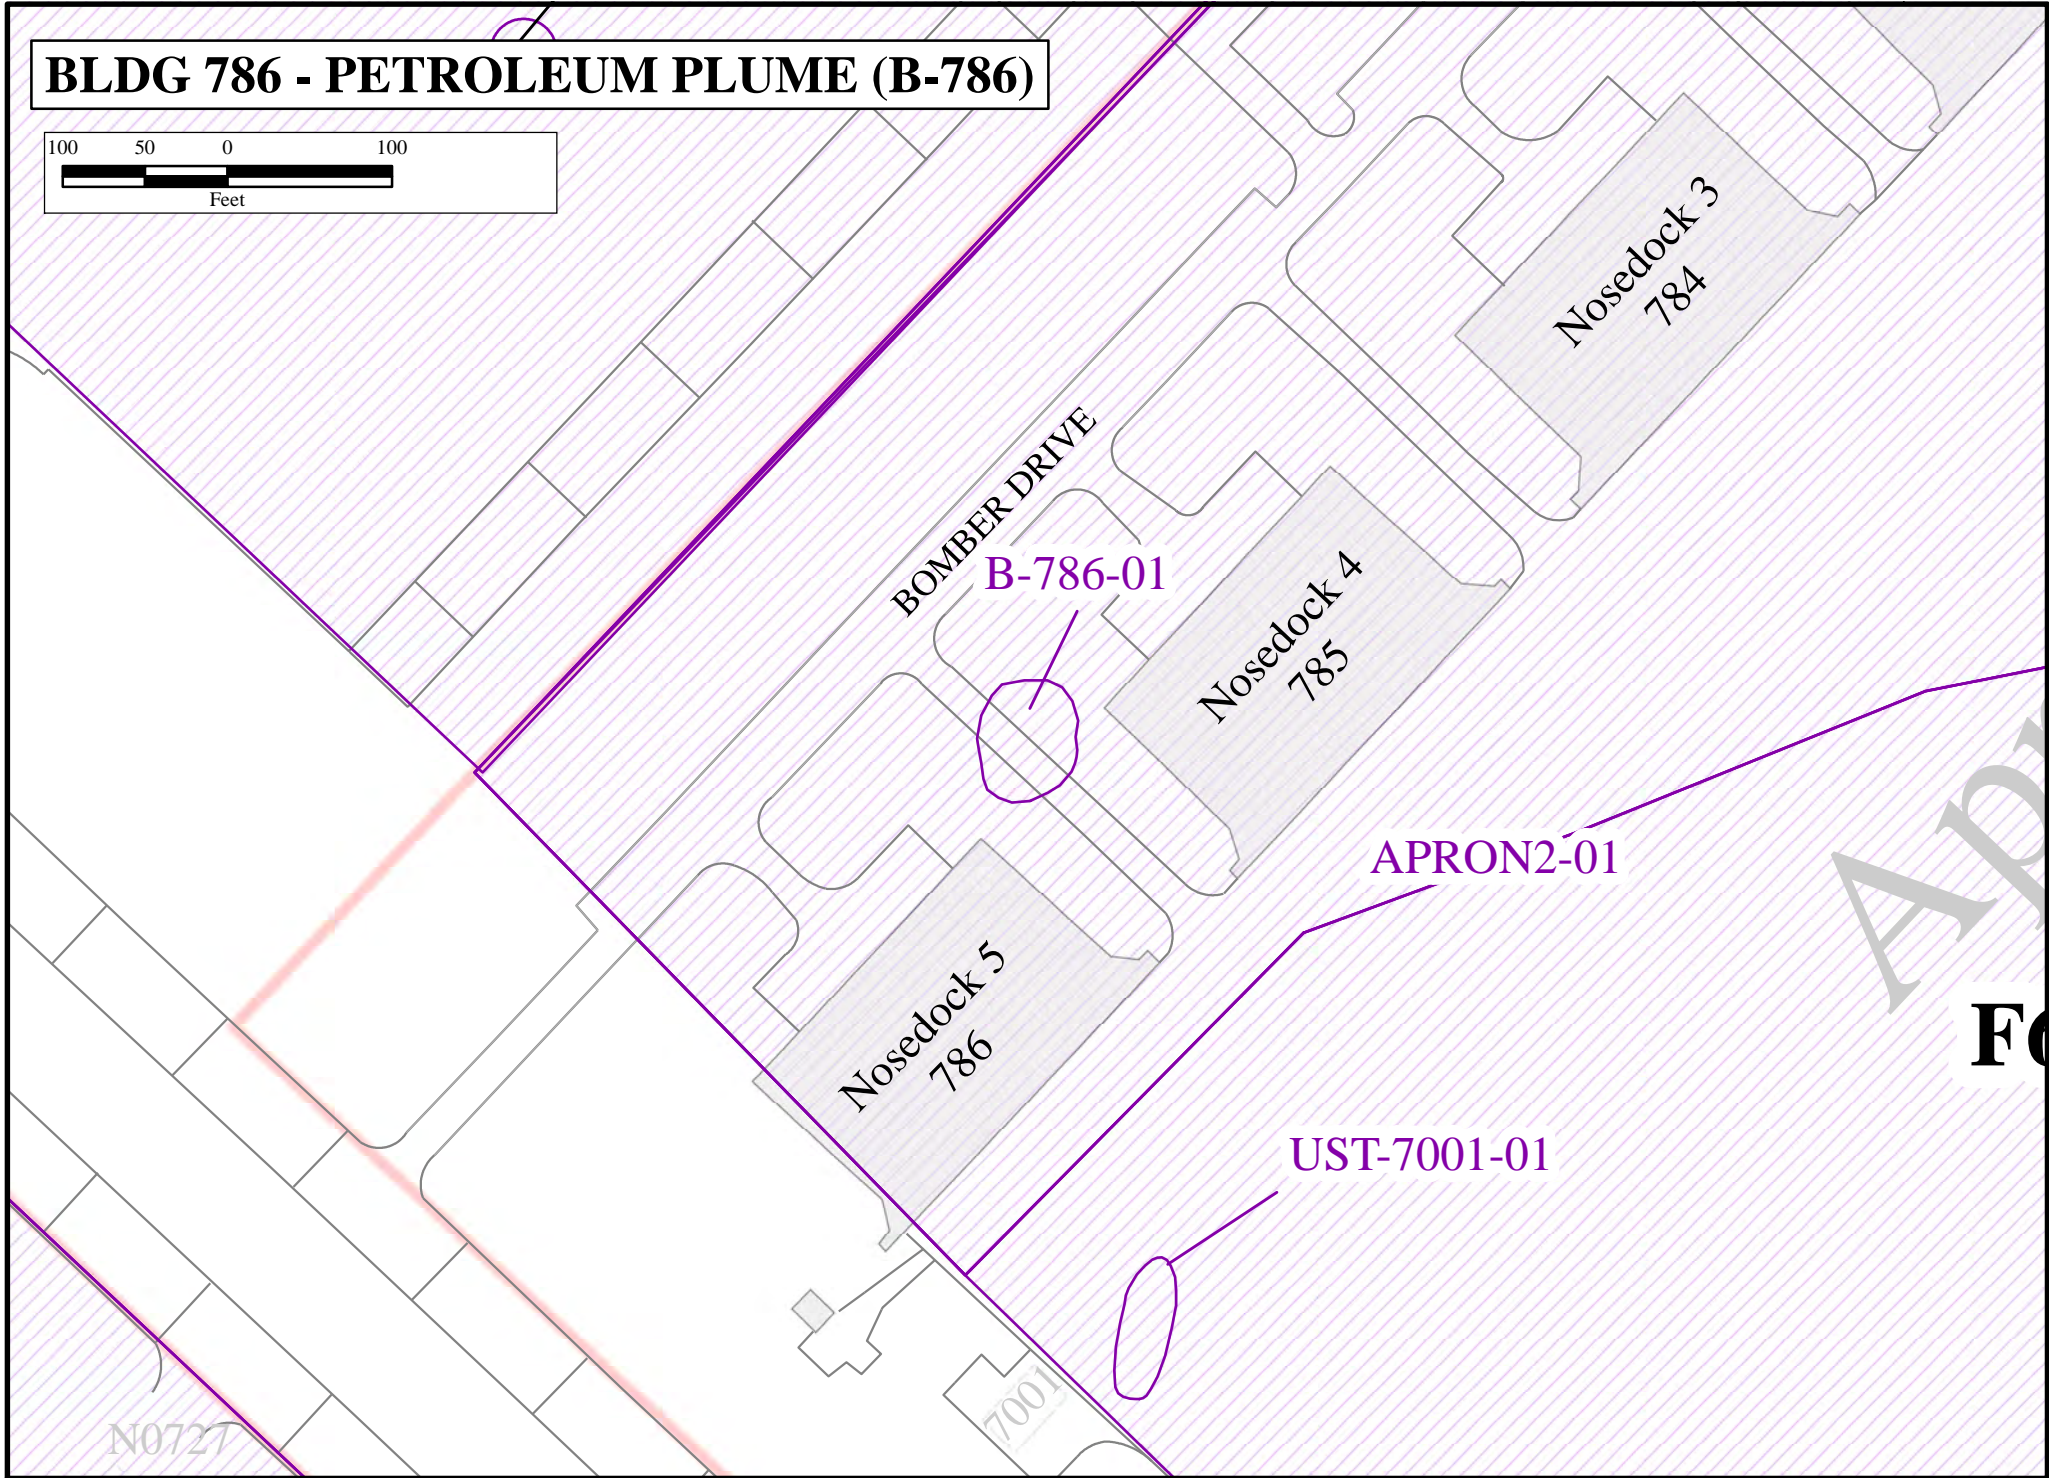 BLDG 786 - PETROLEUM PLUME (B-786)
100 50 0 100
Feet
Nosedock 3
784
BOMBER DRIVE
B-786-01
Nosedock 4
785
APRON2-01
Nosedock 5
786
UST-7001-01
7001
N0727